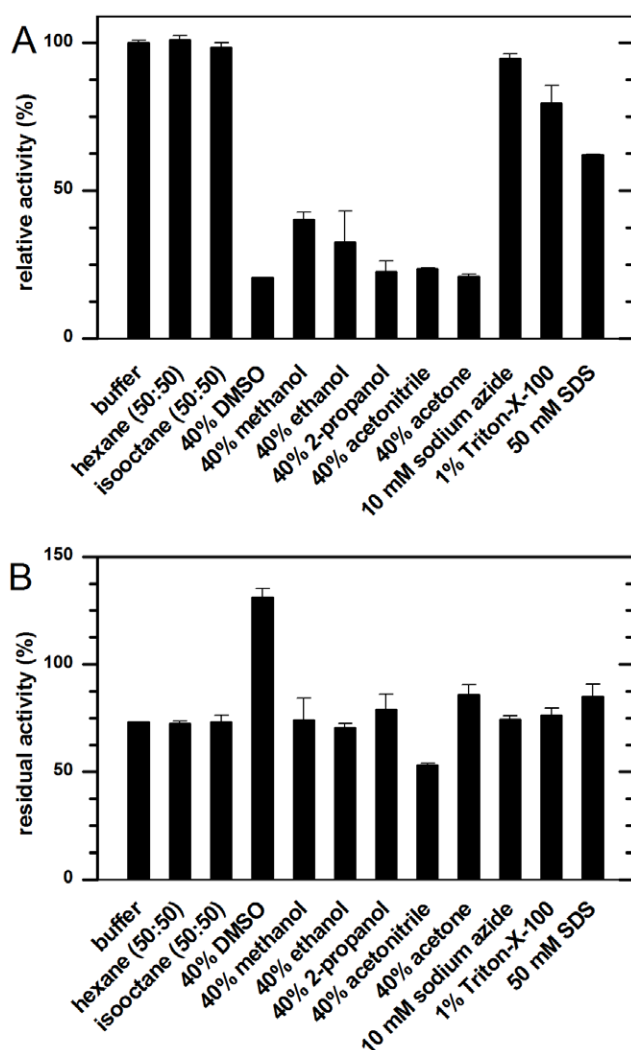 A
relative activity (%)
100
50
0
buffer
hexane (50:50)
isooctane (50:50)
40% DMSO
40% methanol
40% ethanol
40% 2-propanol
40% acetonitrile
40% acetone
10 mM sodium azide
1% Triton-X-100
50 mM SDS
B
residual activity (%)
150
100
50
0
buffer
hexane (50-50)
isooctane (50:50)
40% DMSO
40% methanol
40% ethanol
40% 2-propanol
40% acetonitrile
40% acetone
10 mM sodium azide
1% Triton-X-100
50 mM SDS